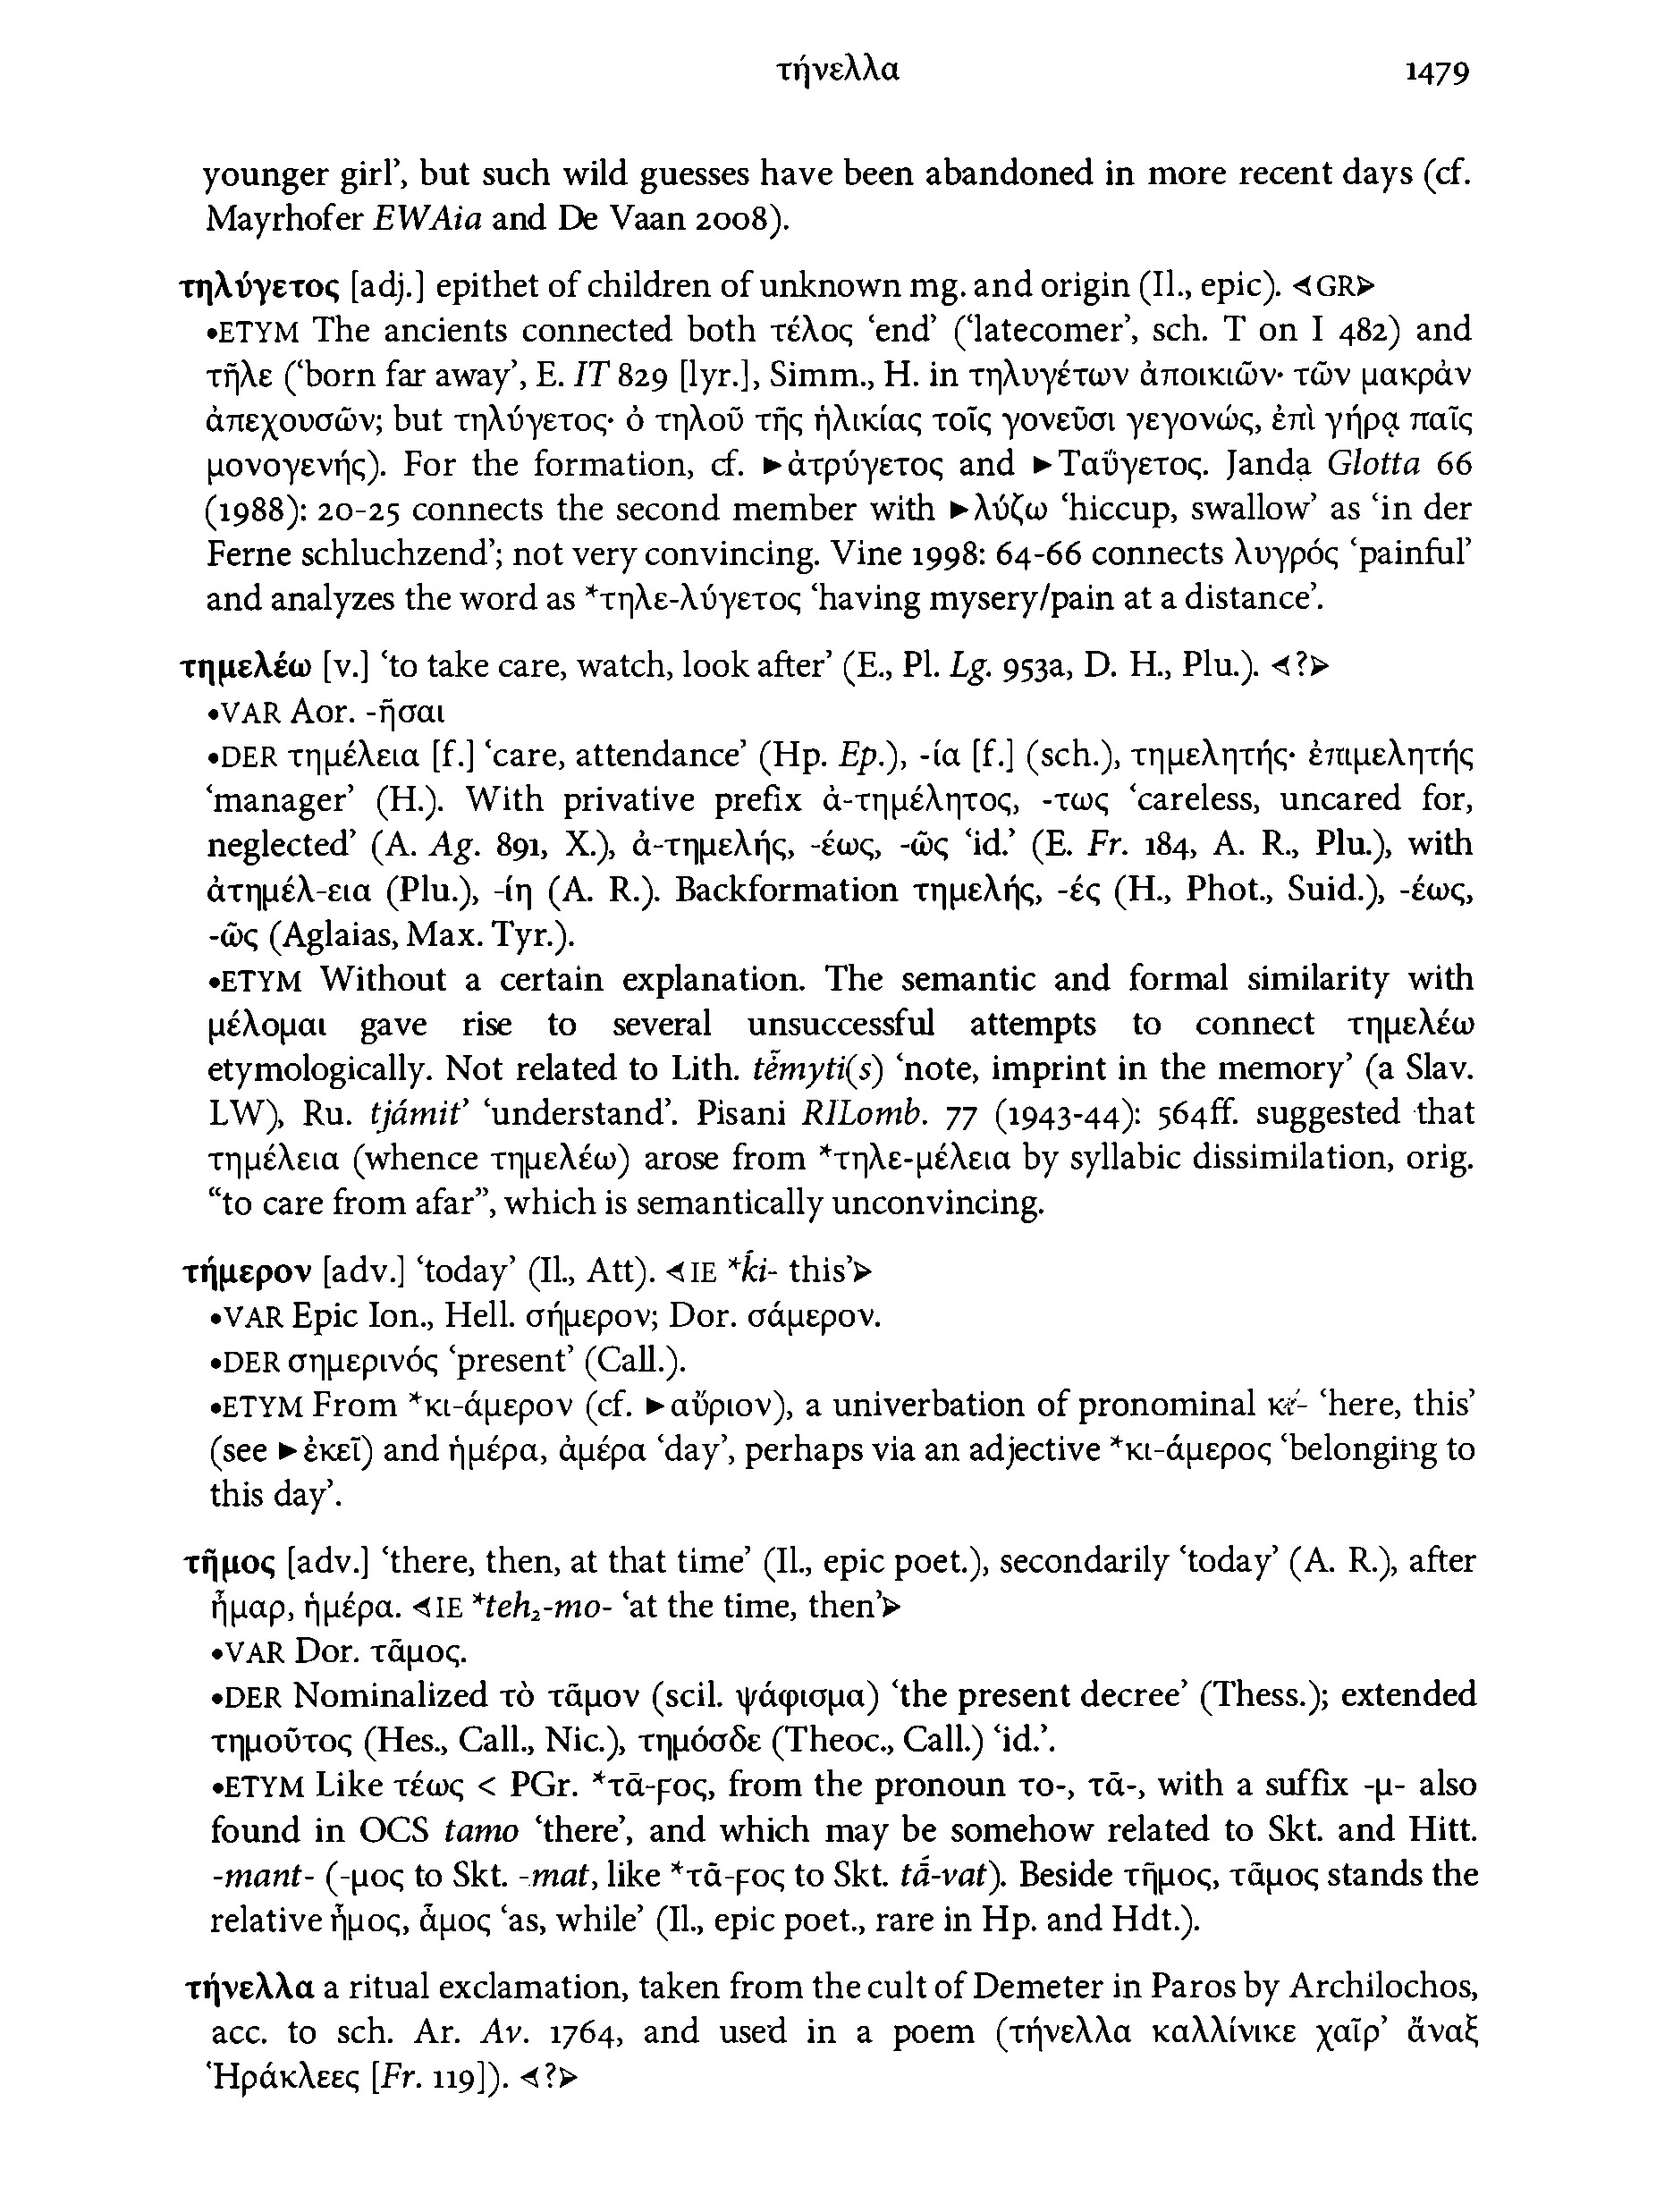 τήνελλα 1479
younger girl’, but such wild guesses have been abandoned in more recent days (cf.
Mayrhofer EWAia and De Vaan 2008).
τηλύγετος [adj.] epithet of children of unknown mg. and origin (Il., epic). ◁GR▷
•ETYM The ancients connected both τέλος ‘end’ (‘latecomer’, sch. T on I 482) and
τῆλε (‘born far away’, E. IT 829 [lyr.], Simm., H. in τηλυγέτων ἀποικιῶν· τῶν μακρὰν
ἀπεχουσῶν; but τηλύγετος· ὁ τηλοῦ τῆς ἡλικίας τοῖς γονεῦσι γεγονώς, ἐπὶ γήρᾳ παῖς
μονογενής). For the formation, cf. ►ἀτρύγετος and ►Ταΰγετος. Janda Glotta 66
(1988): 20-25 connects the second member with ►λύζω ‘hiccup, swallow’ as ‘in der
Ferne schluchzend’; not very convincing. Vine 1998: 64-66 connects λυγρός ‘painful’
and analyzes the word as *τηλε-λύγετος ‘having mysery/pain at a distance’.
τημελέω [v.] ‘to take care, watch, look after’ (E., Pl. Lg. 953a, D. H., Plu.). ◁?▷
•VAR Aor. -ῆσαι
•DER τημέλεια [f.] ‘care, attendance’ (Hp. Ep.), -ία [f.] (sch.), τημελητής· ἐπιμελητής
‘manager’ (H.). With privative prefix ἀ-τημέλητος, -τως ‘careless, uncared for,
neglected’ (A. Ag. 891, X.), ἀ-τημελής, -έως, -ῶς ‘id.’ (E. Fr. 184, A. R., Plu.), with
ἀτημέλ-εια (Plu.), -ίη (A. R.). Backformation τημελής, -ές (H., Phot., Suid.), -έως,
-ῶς (Aglaias, Max. Tyr.).
•ETYM Without a certain explanation. The semantic and formal similarity with
μέλομαι gave rise to several unsuccessful attempts to connect τημελέω
etymologically. Not related to Lith. tė́myti(s) ‘note, imprint in the memory’ (a Slav.
LW), Ru. tjámit’ ‘understand’. Pisani RILomb. 77 (1943-44): 564ff. suggested that
τημέλεια (whence τημελέω) arose from *τηλε-μέλεια by syllabic dissimilation, orig.
“to care from afar”, which is semantically unconvincing.
τήμερον [adv.] ‘today’ (Il., Att). ◁IE *ḱi- this’▷
•VAR Epic Ion., Hell. σήμερον; Dor. σάμερον.
•DER σημερινός ‘present’ (Call.).
•ETYM From *κι-άμερον (cf. ►αὔριον), a univerbation of pronominal ‘here, this’
(see ►ἐκεῖ) and ἡμέρα, ἀμέρα ‘day’, perhaps via an adjective *κι-άμερος ‘belonging to
this day’.
τῆμος [adv.] ‘there, then, at that time’ (Il., epic poet.), secondarily ‘today’ (A. R.), after
ἦμαρ, ἡμέρα. ◁IE *teh₂-mo- ‘at the time, then’▷
•VAR Dor. τᾶμος.
•DER Nominalized τὸ τᾶμον (scil. ψάφισμα) ‘the present decree’ (Thess.); extended
τημοῦτος (Hes., Call., Nic.), τημόσδε (Theoc., Call.) ‘id.’.
•ETYM Like τέως < PGr. *τᾱ-ϝος, from the pronoun το-, τᾱ-, with a suffix -μ- also
found in OCS tamo ‘there’, and which may be somehow related to Skt. and Hitt.
-mant- (-μος to Skt. -mat, like *τᾱ-ϝος to Skt. tā́-vat). Beside τῆμος, τᾶμος stands the
relative ἦμος, ἆμος ‘as, while’ (Il., epic poet., rare in Hp. and Hdt.).
τήνελλα a ritual exclamation, taken from the cult of Demeter in Paros by Archilochos,
acc. to sch. Ar. Av. 1764, and used in a poem (τήνελλα καλλίνικε χαῖρ’ ἄναξ
Ἡράκλεες [Fr. 119]). ◁?▷